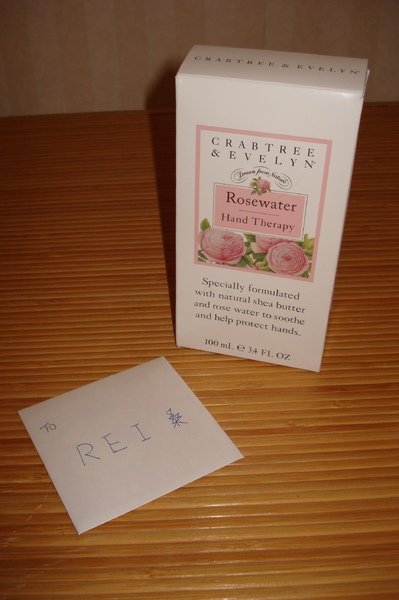 CRABTREE & EVELYN®
CRABTREE
& EVELYN®
Drawn from Nature
Rosewater
Hand Therapy
Specially formulated
with natural shea butter
and rose water to soothe
and help protect hands.
100 mL ℮ 3.4 FL OZ
TO
REI